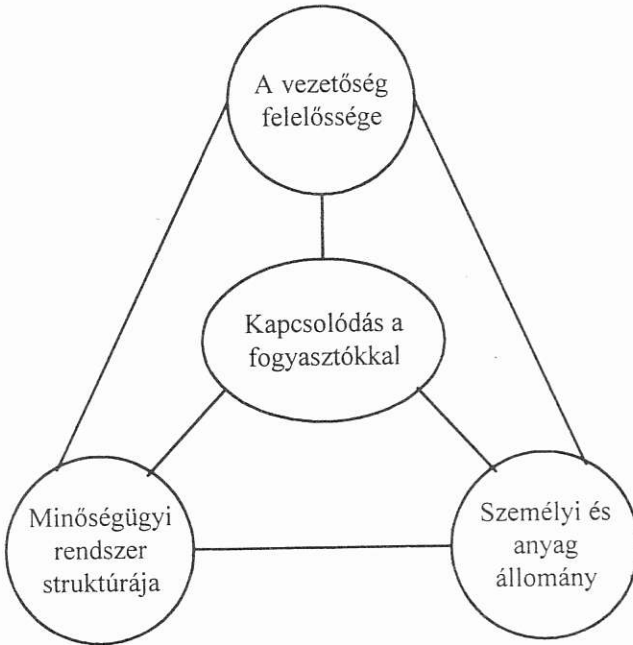 A vezetőség
felelőssége
Kapcsolódás a
fogyasztókkal
Minőségügyi
rendszer
struktúrája
Személyi és
anyag
állomány